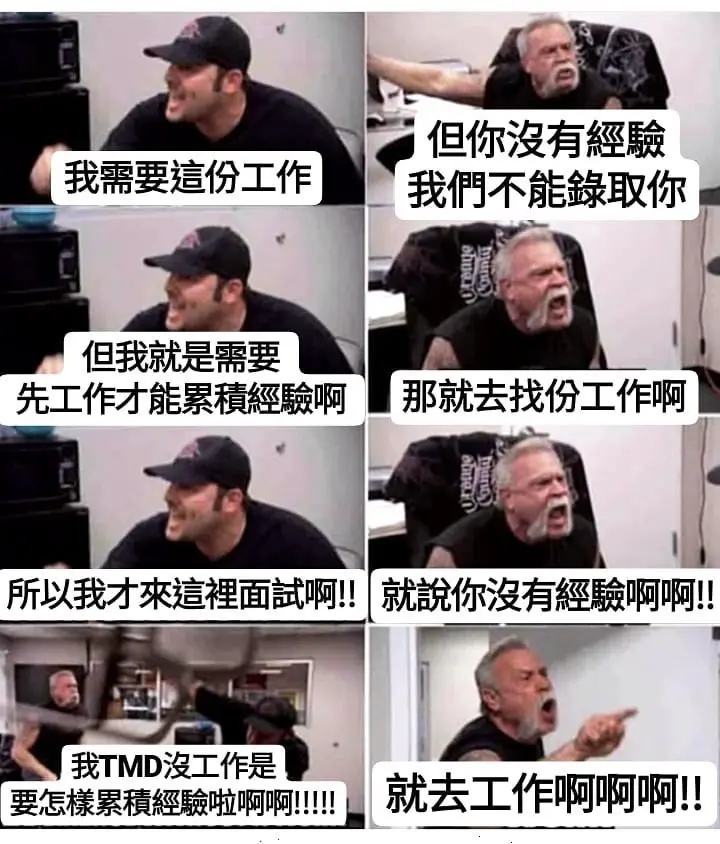 我需要這份工作
但你沒有經驗
我們不能錄取你
但我就是需要
先工作才能累積經驗啊
那就去找份工作啊
所以我才來這裡面試啊!!
就說你沒有經驗啊啊!!
我TMD沒工作是
要怎樣累積經驗啦啊啊!!!!!
就去工作啊啊啊!!